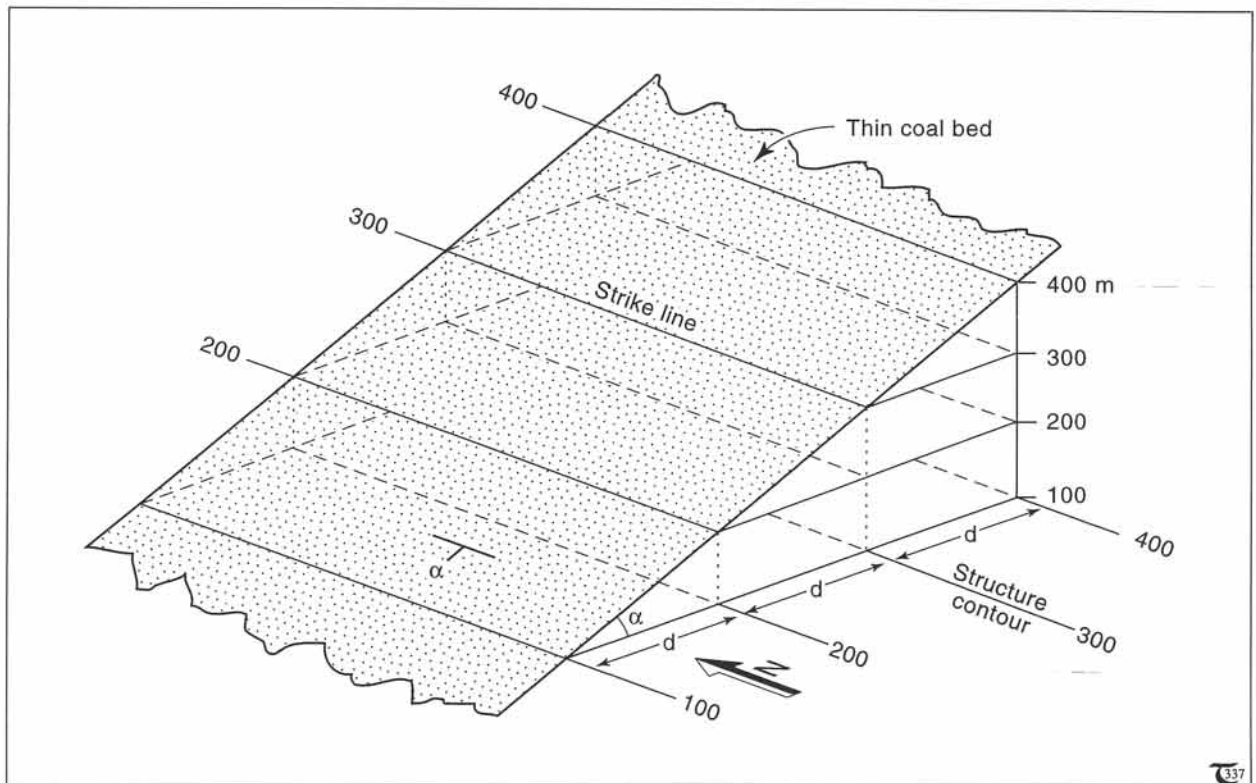 400
Thin coal bed
300
Strike line
400 m
200
300
200
α
100
400
d
Structure
contour
d
300
α
d
200
N
100
337